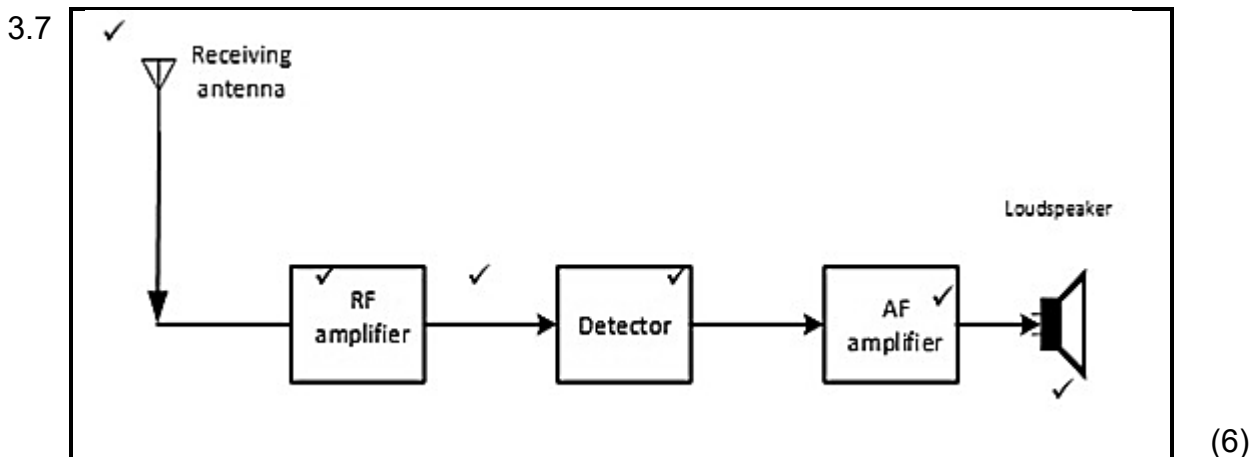 3.7
✓
Receiving
antenna
Loudspeaker
✓ ✓ ✓ ✓
RF
amplifier
Detector
AF
amplifier
✓
(6)